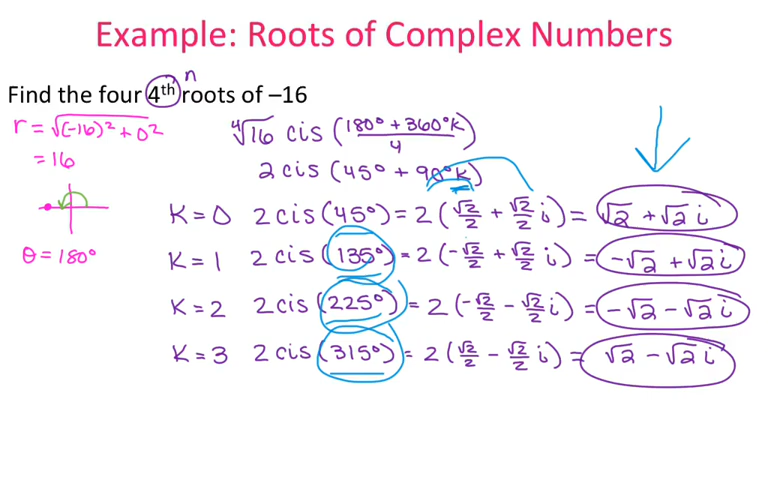 Example: Roots of Complex Numbers
n
Find the four 4th roots of –16
r = √(-16)² + 0²
= 16
θ = 180°
∜16 cis (180° + 360°K / 4)
2 cis (45° + 90°K)
K = 0 2 cis (45°) = 2 (√2/2 + √2/2 i) = √2 + √2 i
K = 1 2 cis (135°) = 2 (-√2/2 + √2/2 i) = -√2 + √2 i
K = 2 2 cis (225°) = 2 (-√2/2 - √2/2 i) = -√2 - √2 i
K = 3 2 cis (315°) = 2 (√2/2 - √2/2 i) = √2 - √2 i